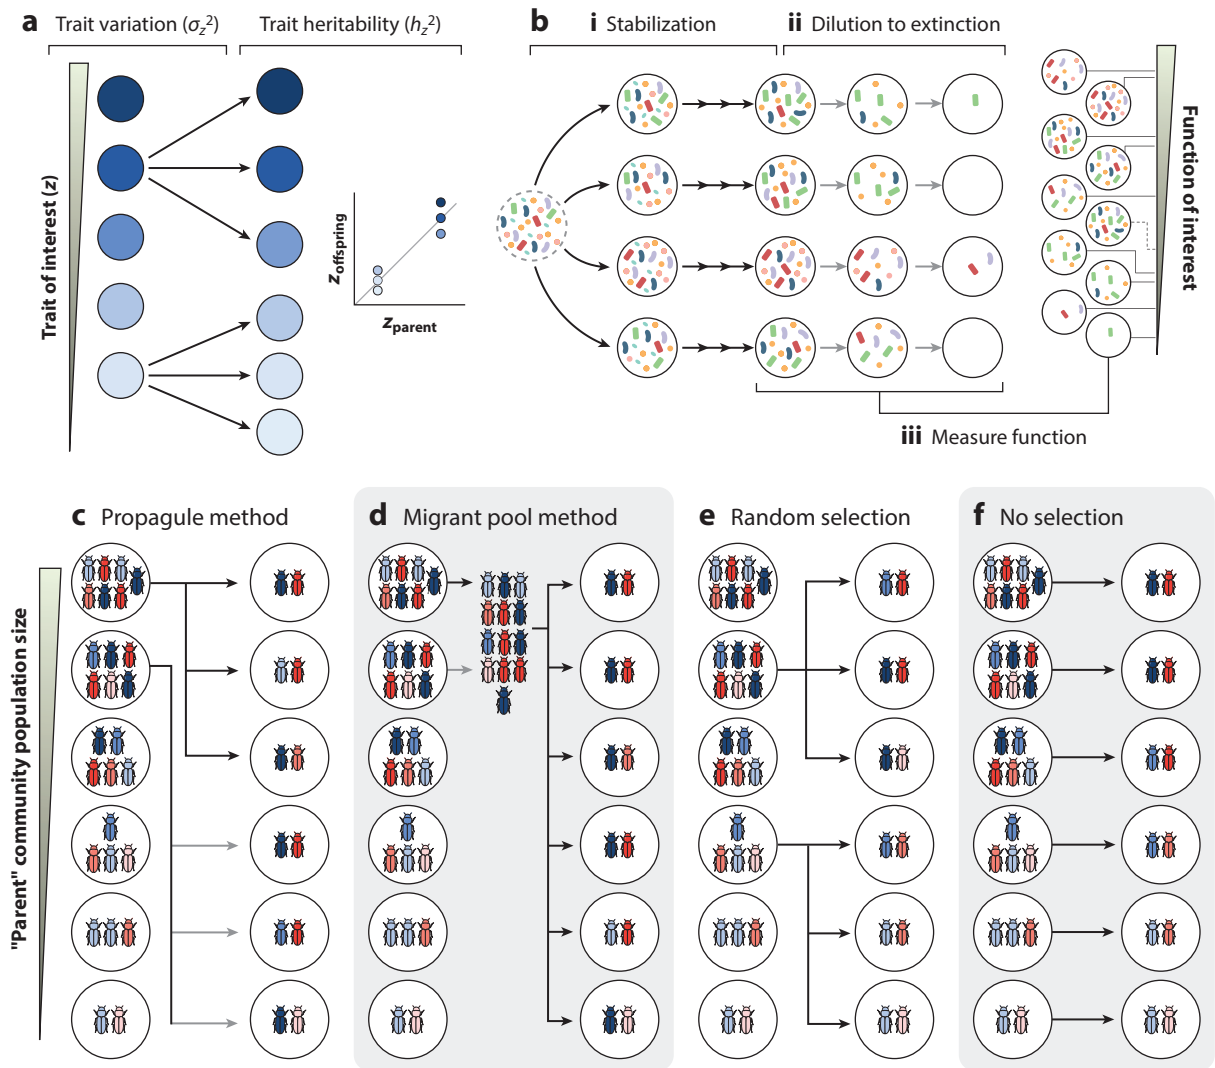 a Trait variation (σz²) Trait heritability (hz²)
Trait of interest (z)
zoffspring
zparent
b i Stabilization ii Dilution to extinction
Function of interest
iii Measure function
c Propagule method
d Migrant pool method
e Random selection
f No selection
"Parent" community population size